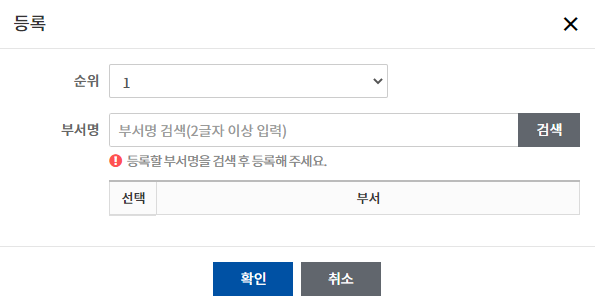 등록
순위 1
부서명 부서명 검색(2글자 이상 입력) 검색
등록할 부서명을 검색 후 등록해 주세요.
선택 부서
확인 취소